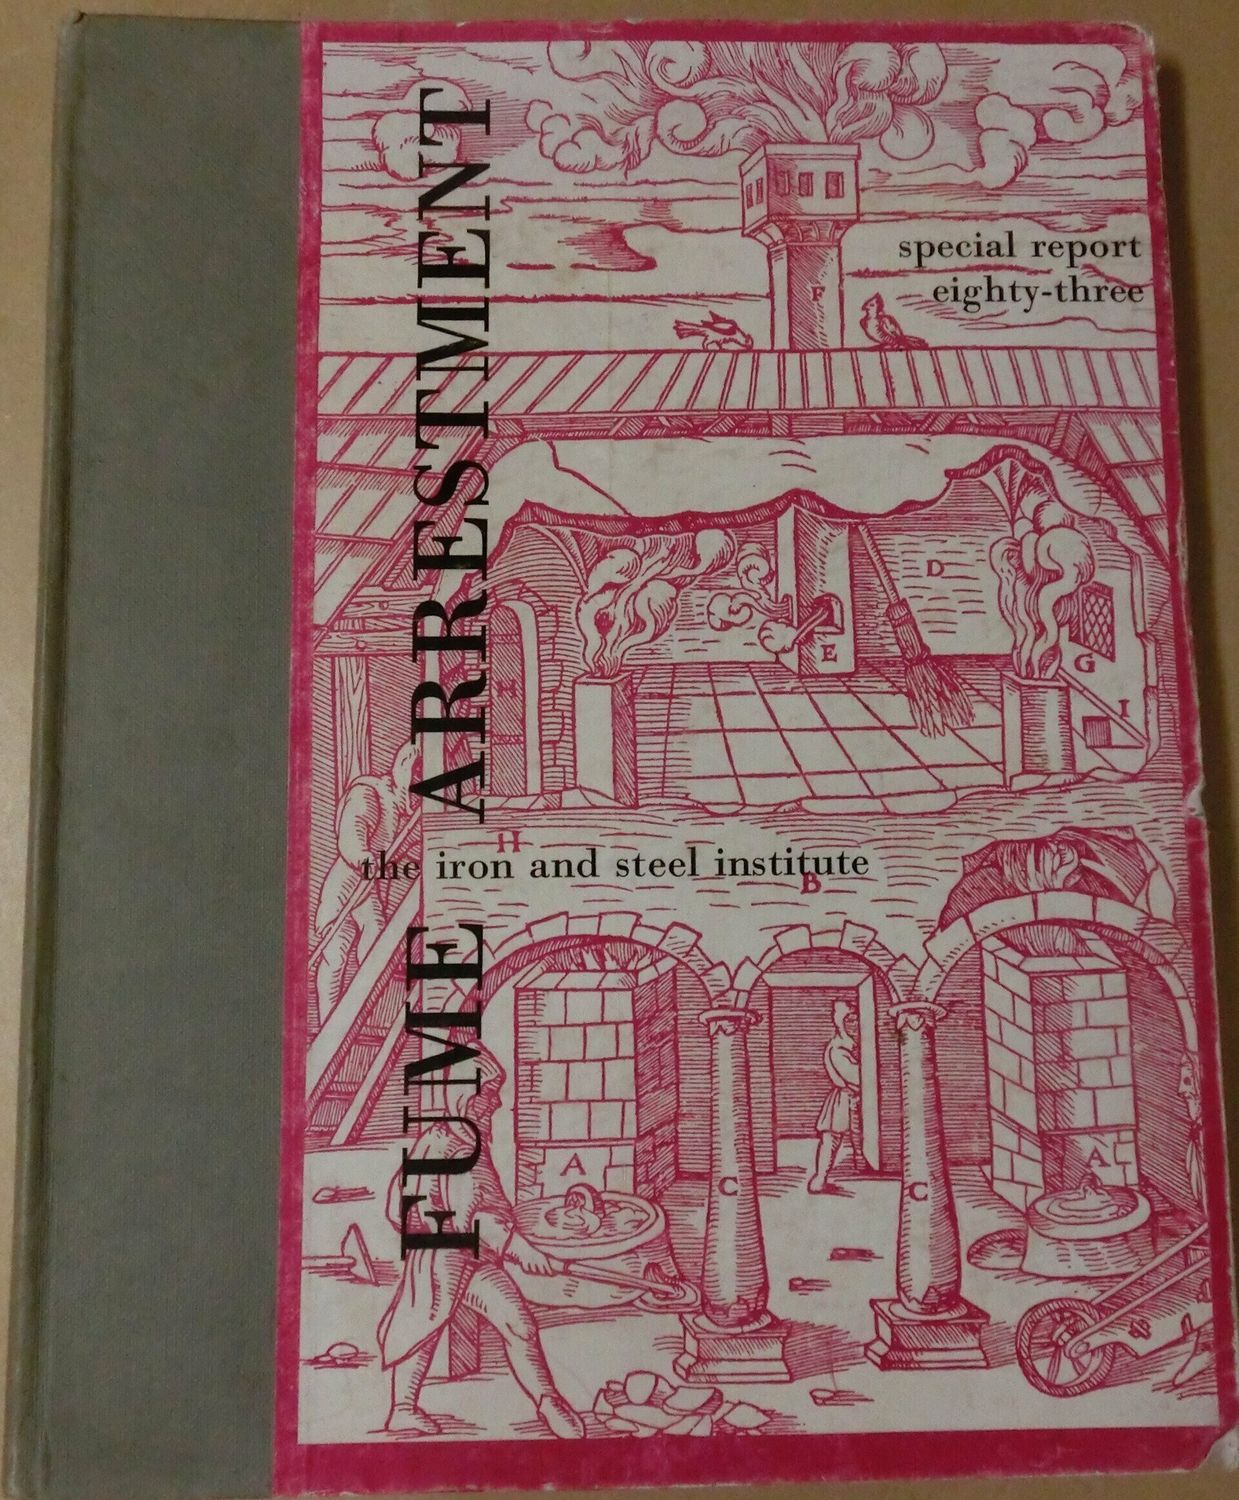 special report
eighty-three
FUME ARRESTMENT
the iron and steel institute
F
D
E
G
H
I
H
B
A
A
C
C